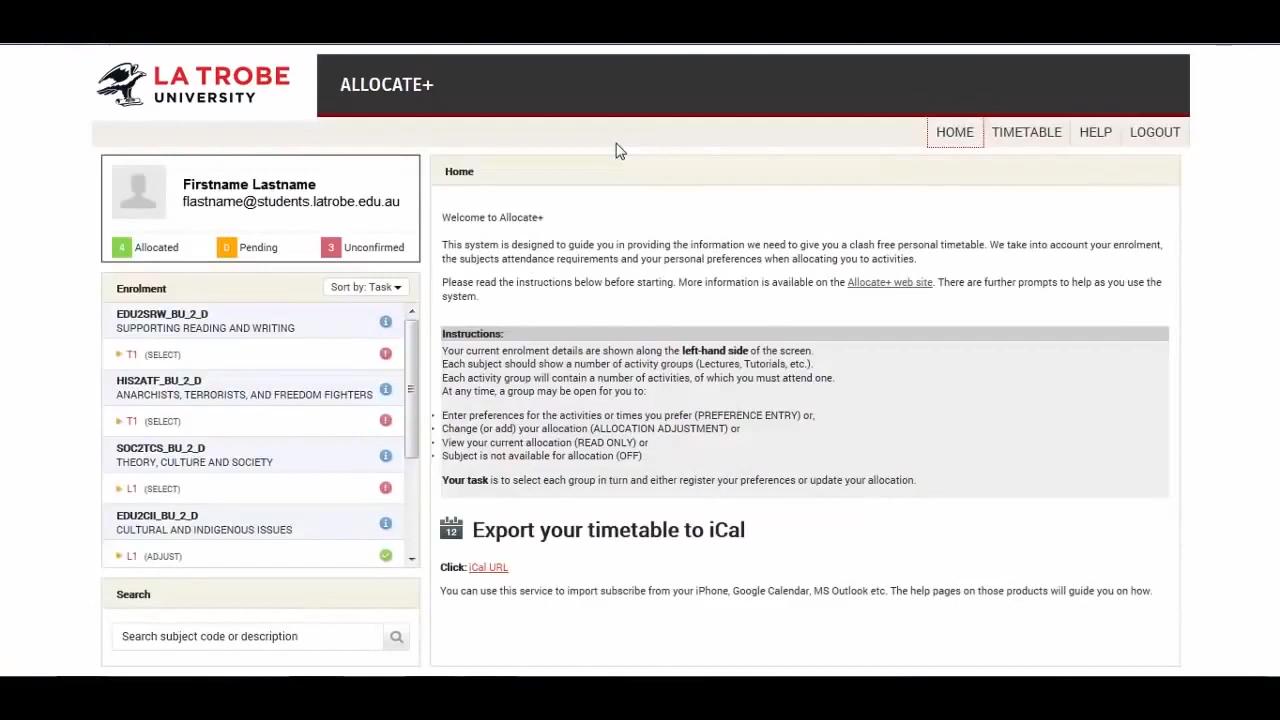 LA TROBE
UNIVERSITY
ALLOCATE+
HOME TIMETABLE HELP LOGOUT
Firstname Lastname
flastname@students.latrobe.edu.au
4 Allocated 0 Pending 3 Unconfirmed
Enrolment Sort by: Task
EDU2SRW_BU_2_D
SUPPORTING READING AND WRITING
T1 (SELECT)
HIS2ATF_BU_2_D
ANARCHISTS, TERRORISTS, AND FREEDOM FIGHTERS
T1 (SELECT)
SOC2TCS_BU_2_D
THEORY, CULTURE AND SOCIETY
L1 (SELECT)
EDU2CII_BU_2_D
CULTURAL AND INDIGENOUS ISSUES
L1 (ADJUST)
Search
Search subject code or description
Home
Welcome to Allocate+
This system is designed to guide you in providing the information we need to give you a clash free personal timetable. We take into account your enrolment,
the subjects attendance requirements and your personal preferences when allocating you to activities.
Please read the instructions below before starting. More information is available on the Allocate+ web site. There are further prompts to help as you use the
system.
Instructions:
Your current enrolment details are shown along the left-hand side of the screen.
Each subject should show a number of activity groups (Lectures, Tutorials, etc.).
Each activity group will contain a number of activities, of which you must attend one.
At any time, a group may be open for you to:
Enter preferences for the activities or times you prefer (PREFERENCE ENTRY) or,
Change (or add) your allocation (ALLOCATION ADJUSTMENT) or
View your current allocation (READ ONLY) or
Subject is not available for allocation (OFF)
Your task is to select each group in turn and either register your preferences or update your allocation.
12 Export your timetable to iCal
Click: iCal URL
You can use this service to import subscribe from your iPhone, Google Calendar, MS Outlook etc. The help pages on those products will guide you on how.